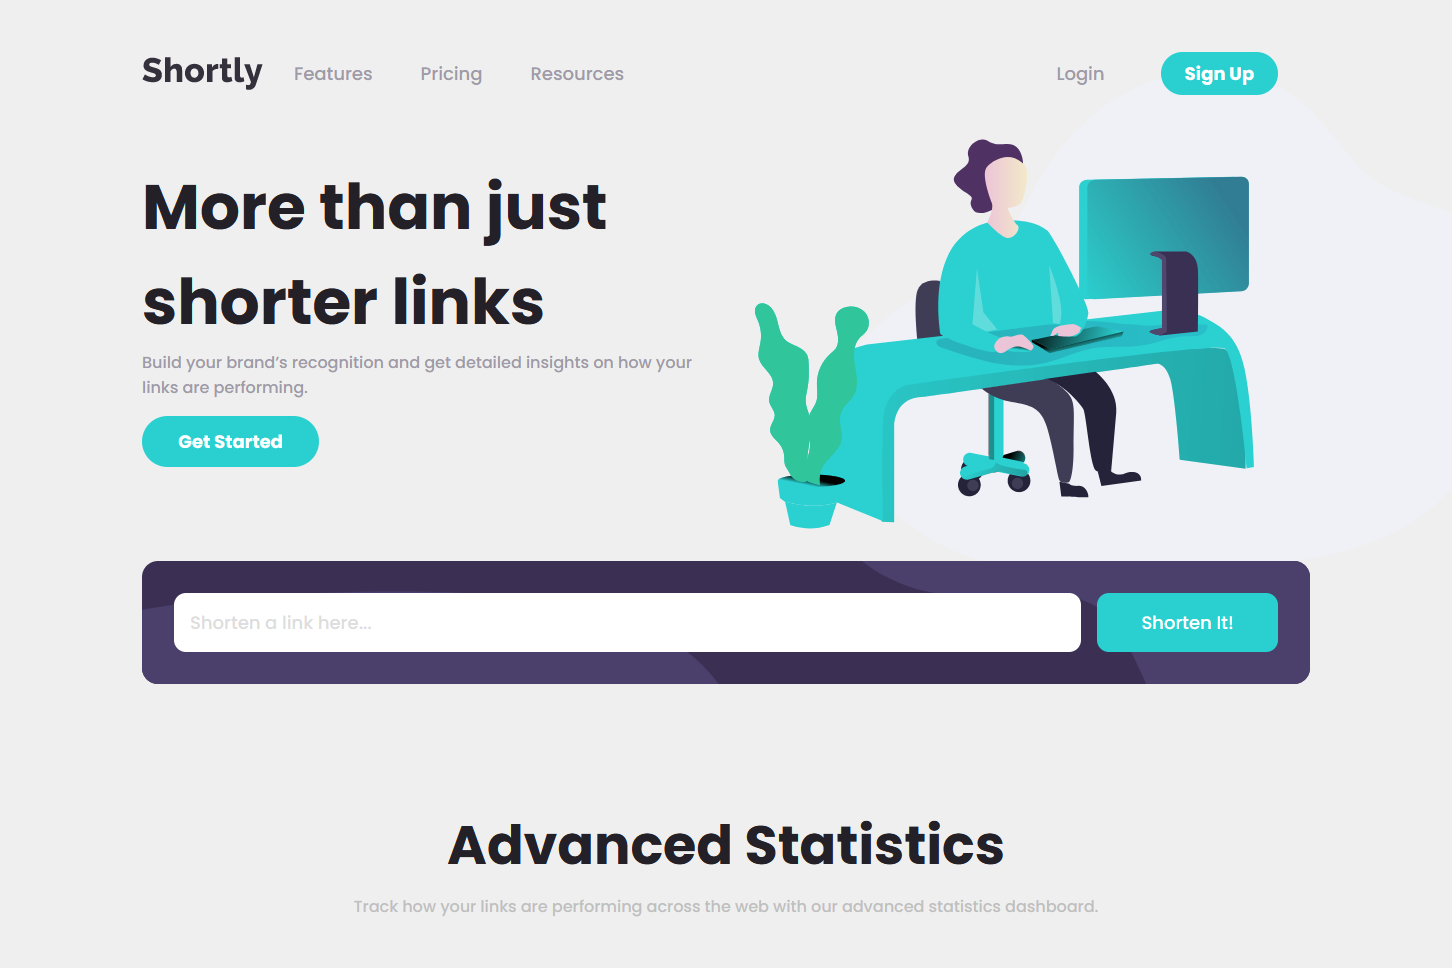 Shortly Features Pricing Resources Login Sign Up
More than just
shorter links
Build your brand’s recognition and get detailed insights on how your
links are performing.
Get Started
Shorten a link here... Shorten It!
Advanced Statistics
Track how your links are performing across the web with our advanced statistics dashboard.